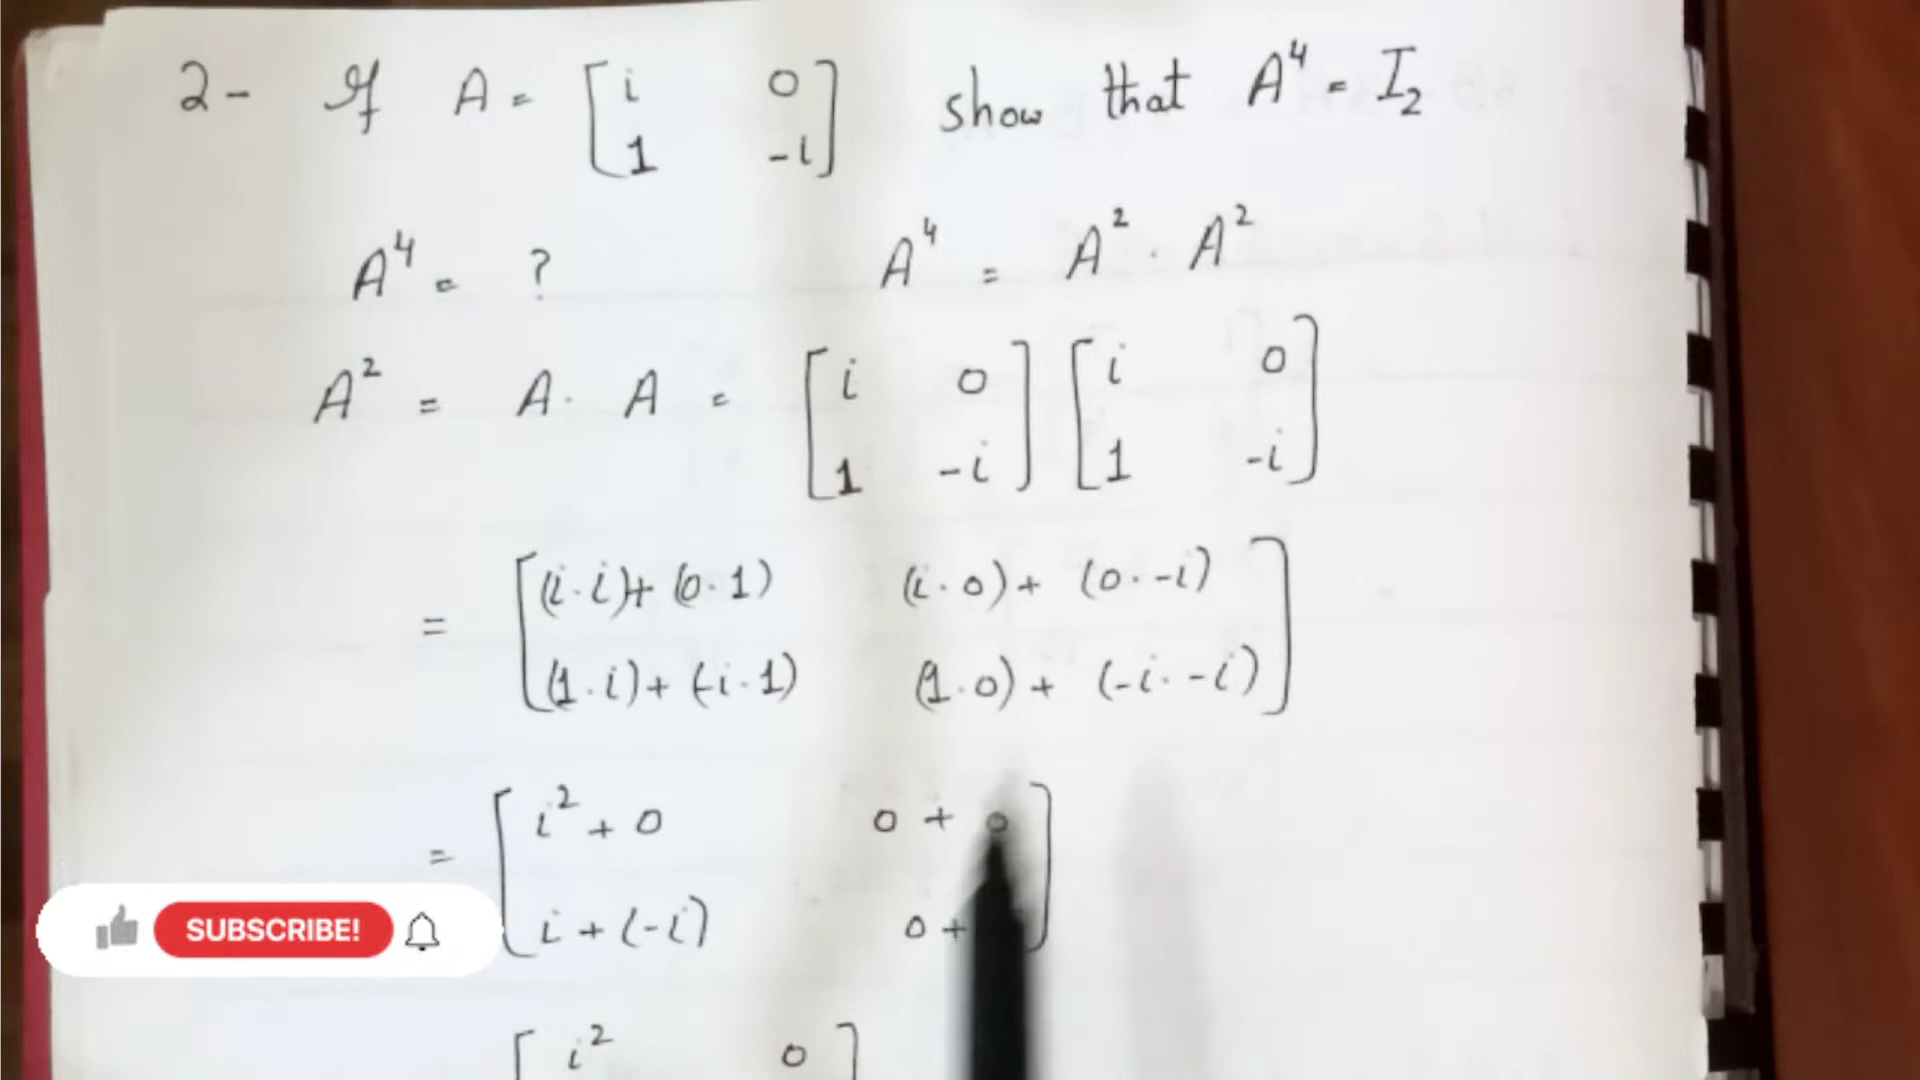 2- If A = [ i 0 ; 1 -i ] show that A⁴ = I₂
A⁴ = ? A⁴ = A² . A²
A² = A . A = [ i 0 ; 1 -i ] [ i 0 ; 1 -i ]
= [ (i.i)+(0.1) (i.0)+(0.-i) ; (1.i)+(-i.1) (1.0)+(-i.-i) ]
= [ i²+0 0+0 ; i+(-i) 0+ ]
SUBSCRIBE!
[ i² 0 ]